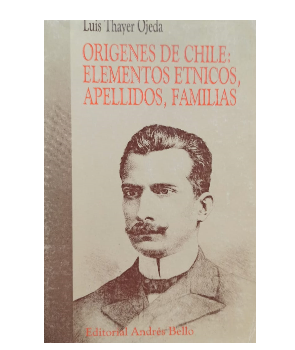 Luis Thayer Ojeda
ORIGENES DE CHILE:
ELEMENTOS ETNICOS,
APELLIDOS, FAMILIAS
Editorial Andrés Bello